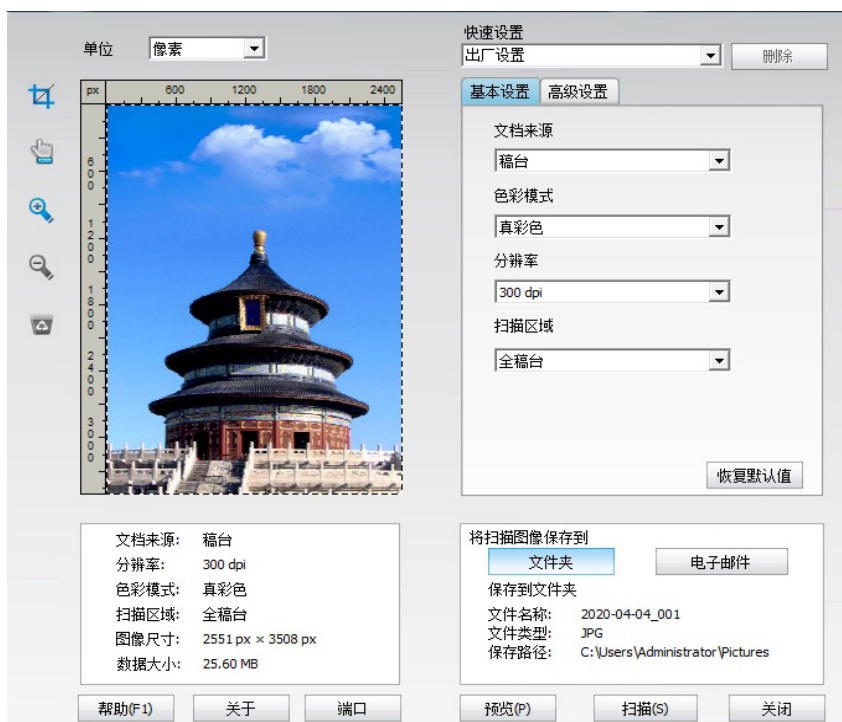 单位 像素
快速设置
出厂设置 删除
px 600 1200 1800 2400
600
1200
1800
2400
3000
基本设置 高级设置
文档来源
稿台
色彩模式
真彩色
分辨率
300 dpi
扫描区域
全稿台
恢复默认值
文档来源: 稿台
分辨率: 300 dpi
色彩模式: 真彩色
扫描区域: 全稿台
图像尺寸: 2551 px × 3508 px
数据大小: 25.60 MB
将扫描图像保存到
文件夹 电子邮件
保存到文件夹
文件名称: 2020-04-04_001
文件类型: JPG
保存路径: C:\Users\Administrator\Pictures
帮助(F1) 关于 端口 预览(P) 扫描(S) 关闭